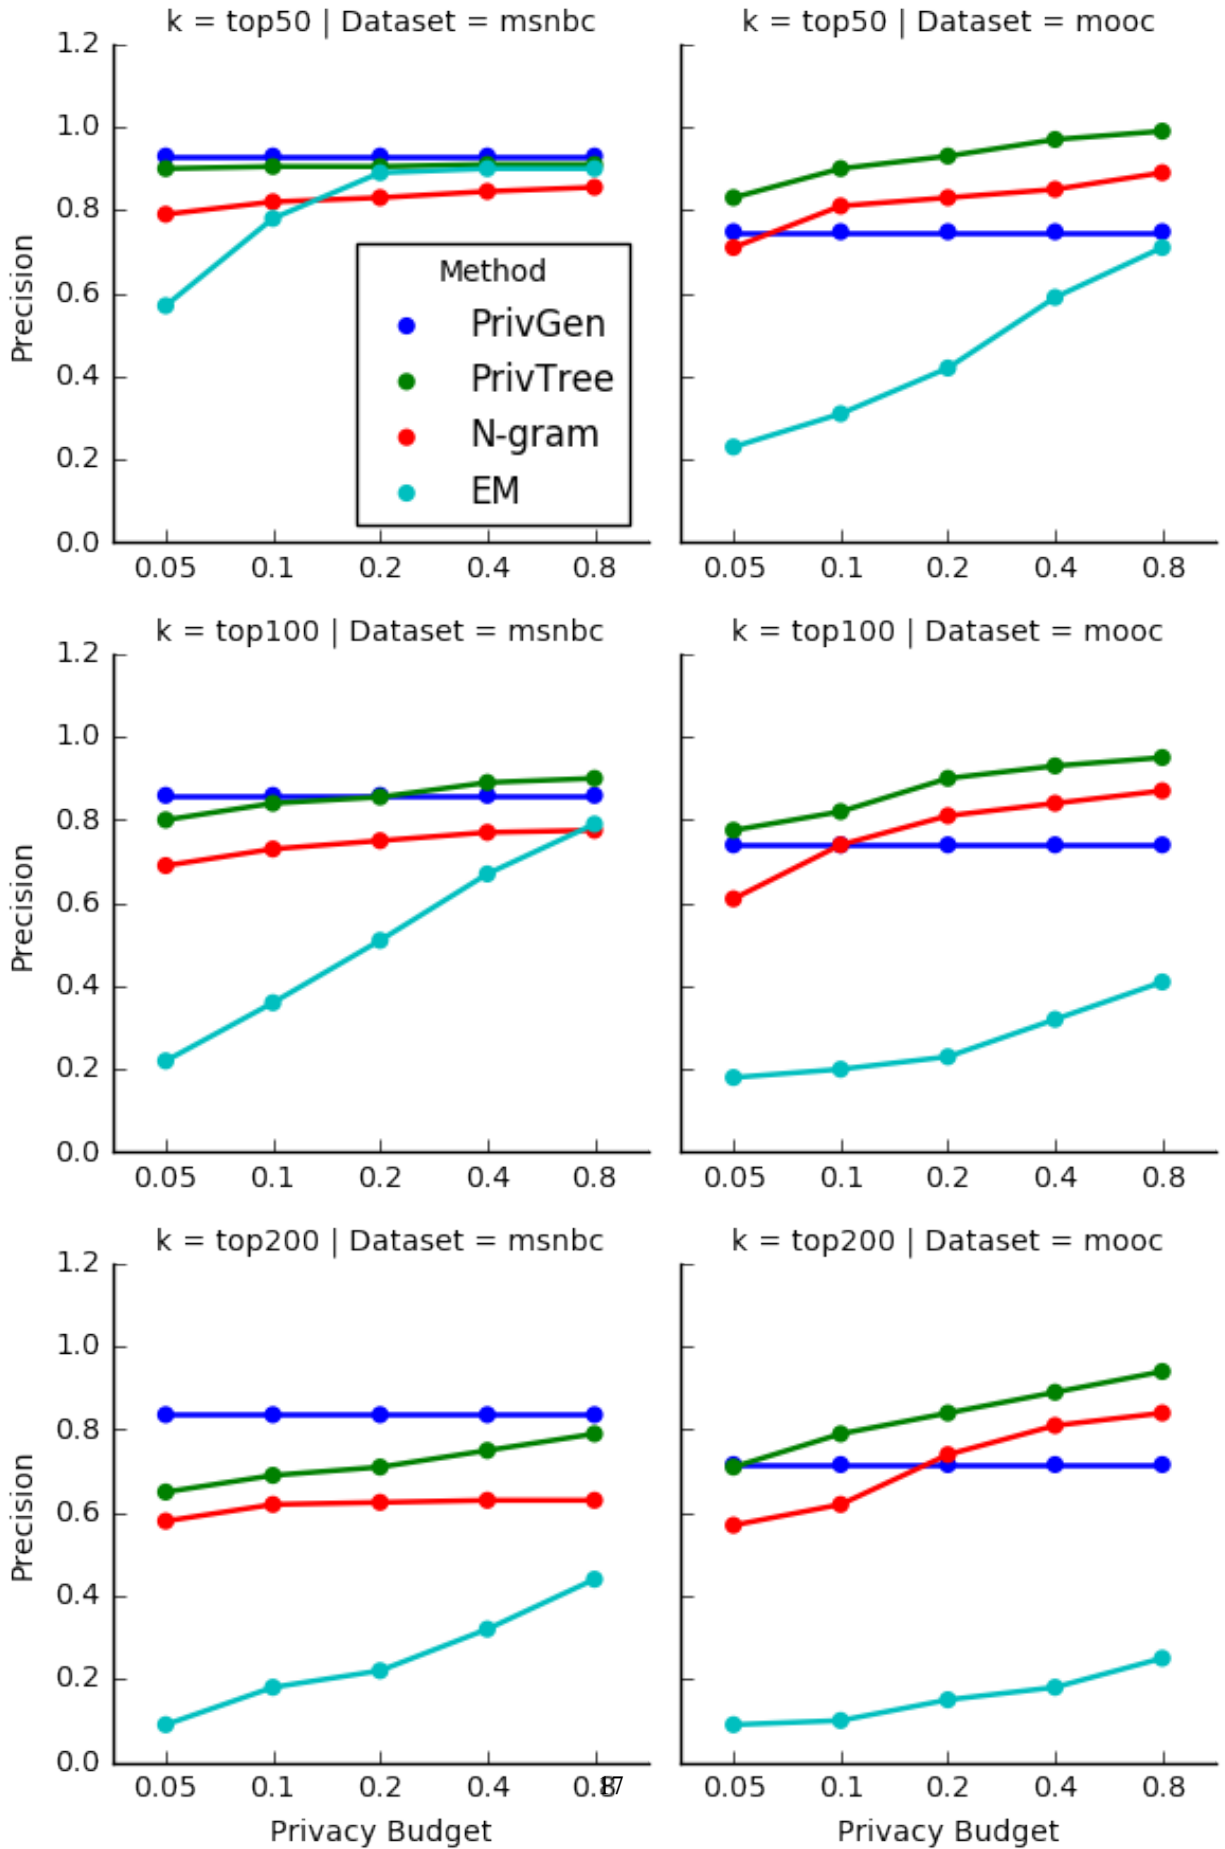 k = top50 | Dataset = msnbc
k = top50 | Dataset = mooc
1.2
1.0
0.8
0.6
0.4
0.2
0.0
Precision
Method
PrivGen
PrivTree
N-gram
EM
0.05 0.1 0.2 0.4 0.8
0.05 0.1 0.2 0.4 0.8
k = top100 | Dataset = msnbc
k = top100 | Dataset = mooc
1.2
1.0
0.8
0.6
0.4
0.2
0.0
Precision
0.05 0.1 0.2 0.4 0.8
0.05 0.1 0.2 0.4 0.8
k = top200 | Dataset = msnbc
k = top200 | Dataset = mooc
1.2
1.0
0.8
0.6
0.4
0.2
0.0
Precision
0.05 0.1 0.2 0.4 0.8
0.05 0.1 0.2 0.4 0.8
Privacy Budget
Privacy Budget